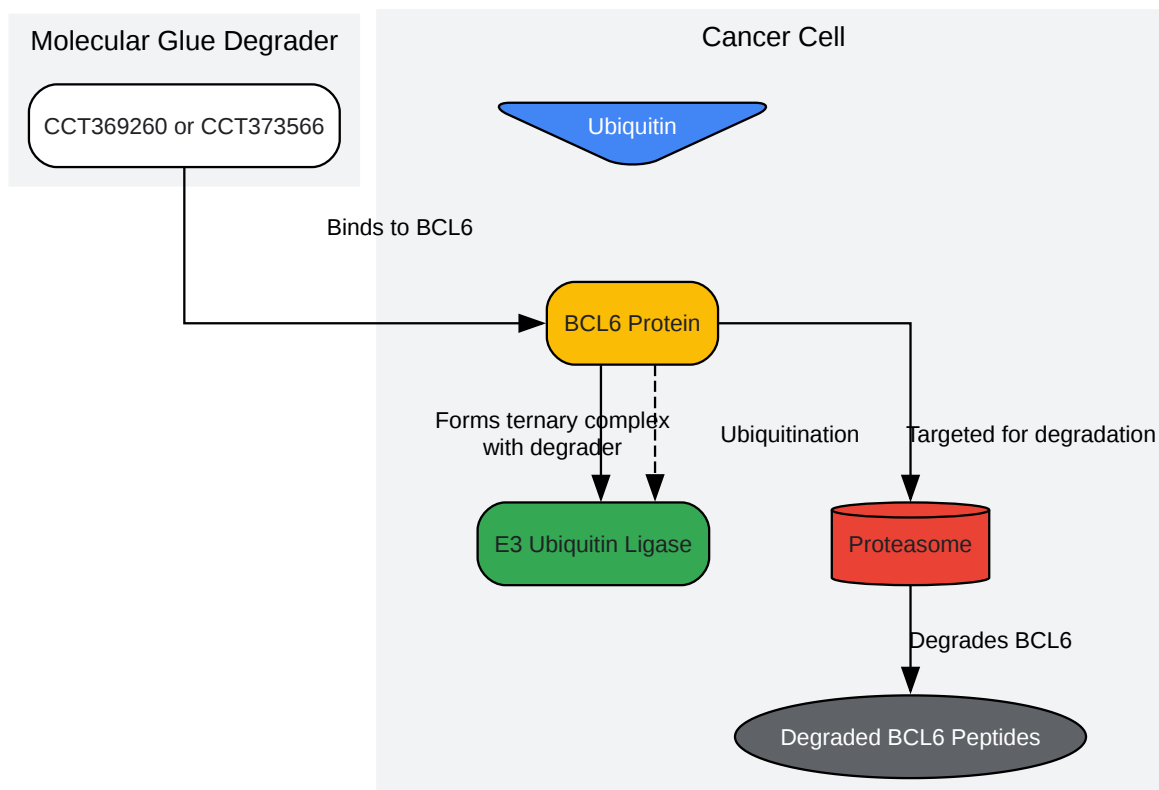 Molecular Glue Degrader
Cancer Cell
CCT369260 or CCT373566
Ubiquitin
Binds to BCL6
BCL6 Protein
Forms ternary complex
with degrader
Ubiquitination
Targeted for degradation
E3 Ubiquitin Ligase
Proteasome
Degrades BCL6
Degraded BCL6 Peptides